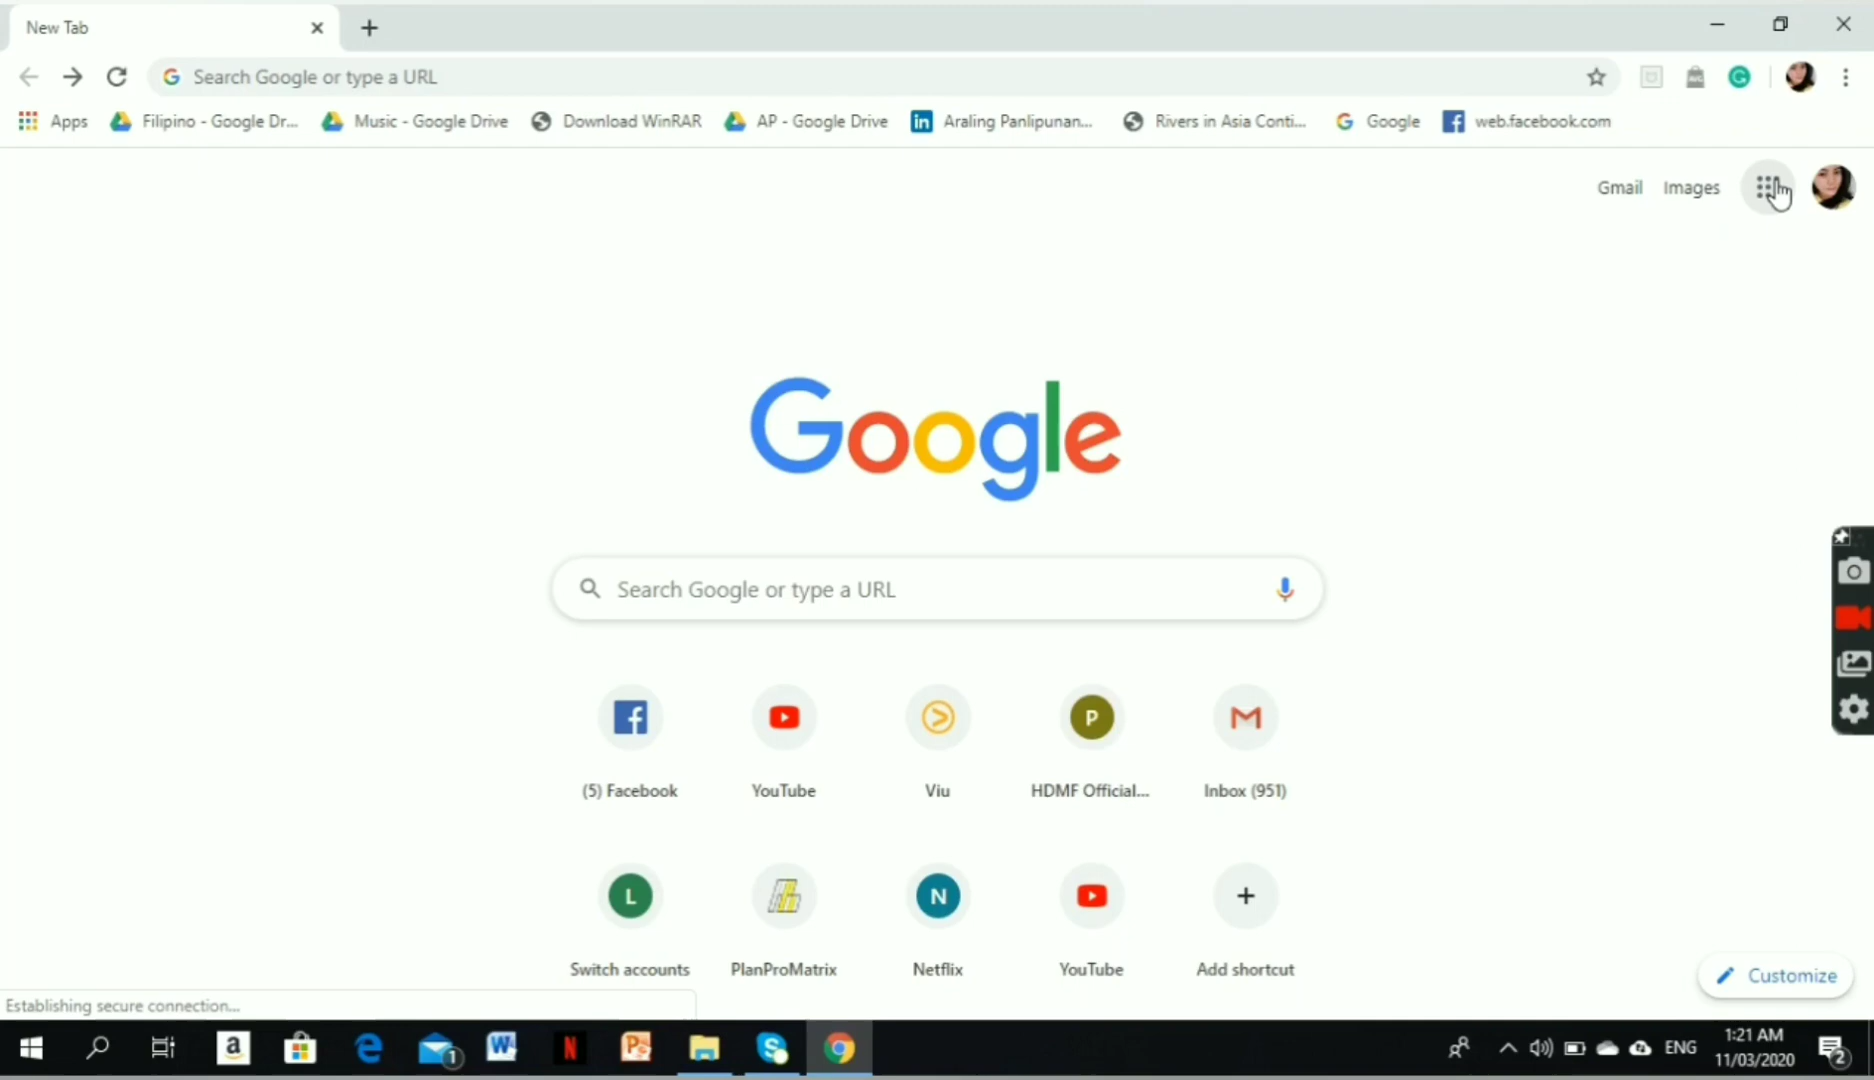 New Tab
Search Google or type a URL
Apps Filipino - Google Dr... Music - Google Drive Download WinRAR AP - Google Drive Araling Panlipunan... Rivers in Asia Conti... Google web.facebook.com
Gmail Images
Google
Search Google or type a URL
(5) Facebook YouTube Viu HDMF Official... Inbox (951)
P
L N
Switch accounts PlanProMatrix Netflix YouTube Add shortcut
Customize
Establishing secure connection...
ENG 1:21 AM
11/03/2020
1
2